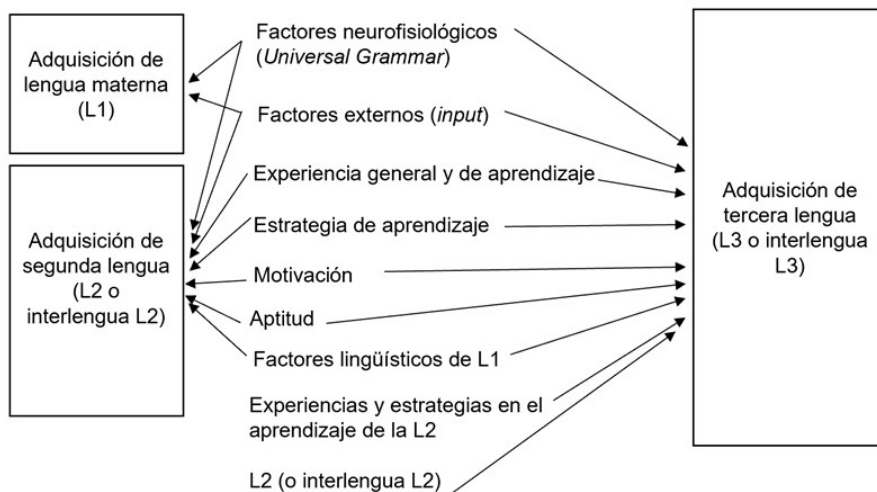 Adquisición de
lengua materna
(L1)
Adquisición de
segunda lengua
(L2 o
interlengua L2)
Factores neurofisiológicos
(Universal Grammar)
Factores externos (input)
Experiencia general y de aprendizaje
Estrategia de aprendizaje
Motivación
Aptitud
Factores lingüísticos de L1
Experiencias y estrategias en el
aprendizaje de la L2
L2 (o interlengua L2)
Adquisición de
tercera lengua
(L3 o interlengua
L3)